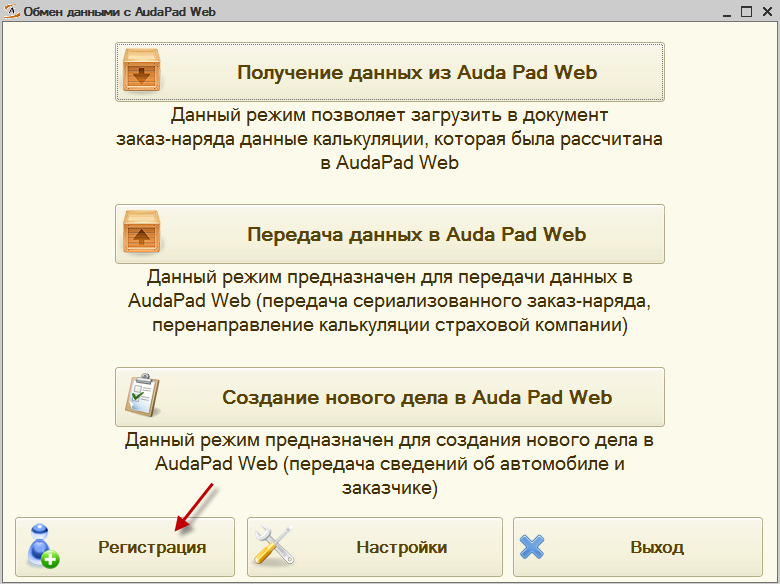 Обмен данными с AudaPad Web
Получение данных из Auda Pad Web
Данный режим позволяет загрузить в документ
заказ-наряда данные калькуляции, которая была рассчитана
в AudaPad Web
Передача данных в Auda Pad Web
Данный режим предназначен для передачи данных в
AudaPad Web (передача сериализованного заказ-наряда,
перенаправление калькуляции страховой компании)
Создание нового дела в Auda Pad Web
Данный режим предназначен для создания нового дела в
AudaPad Web (передача сведений об автомобиле и
заказчике)
Регистрация
Настройки
Выход